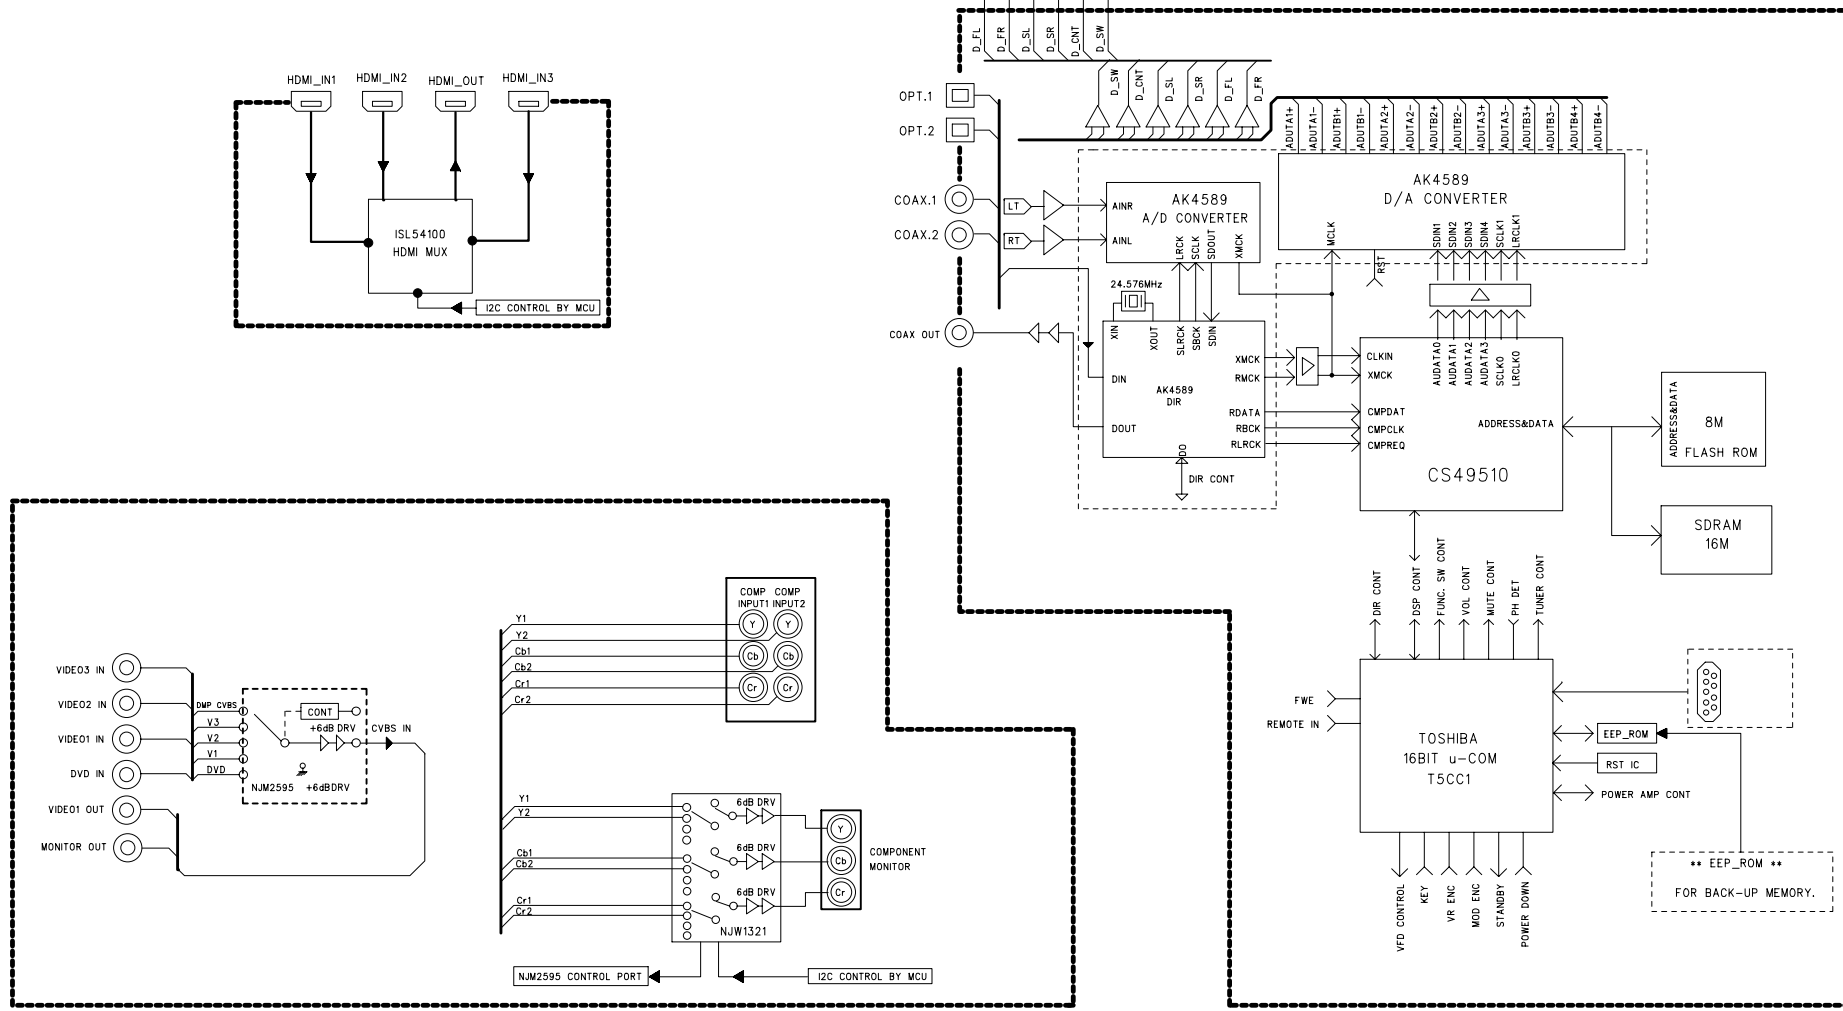 HDMI_IN1
HDMI_IN2
HDMI_OUT
HDMI_IN3
ISL54100
HDMI MUX
I2C CONTROL BY MCU
D_FL
D_FR
D_SL
D_SR
D_CNT
D_SW
D_SW
D_CNT
D_SL
D_SR
D_FL
D_FR
OPT.1
OPT.2
COAX.1
COAX.2
COAX OUT
LT
RT
AINR
AINL
AK4589
A/D CONVERTER
LRCK
SCLK
SDOUT
XMCK
ADUTA1+
ADUTA1-
ADUTB1+
ADUTB1-
ADUTA2+
ADUTA2-
ADUTB2+
ADUTB2-
ADUTA3+
ADUTA3-
ADUTB3+
ADUTB3-
ADUTB4+
ADUTB4-
AK4589
D/A CONVERTER
MCLK
RST
SDIN1
SDIN2
SDIN3
SDIN4
SCLK1
LRCLK1
24.576MHz
XIN
XOUT
SLRCK
SBCK
SDIN
XMCK
RMCK
DIN
AK4589
DIR
DOUT
RDATA
RBCK
RLRCK
DO
DIR CONT
AUDATA0
AUDATA1
AUDATA2
AUDATA3
SCLK0
LRCLK0
CLKIN
XMCK
CMPDAT
CMPCLK
CMPREQ
ADDRESS&DATA
CS49510
ADDRESS&DATA
8M
FLASH ROM
SDRAM
16M
DIR CONT
DSP CONT
FUNC. SW CONT
VOL CONT
MUTE CONT
PH DET
TUNER CONT
FWE
REMOTE IN
TOSHIBA
16BIT u-COM
T5CC1
EEP_ROM
RST IC
POWER AMP CONT
** EEP_ROM **
FOR BACK-UP MEMORY.
VFD CONTROL
KEY
VR ENC
MOD ENC
STANDBY
POWER DOWN
VIDEO3 IN
VIDEO2 IN
VIDEO1 IN
DVD IN
VIDEO1 OUT
MONITOR OUT
DMP CVBS
V3
V2
V1
DVD
CONT
+6dB DRV
CVBS IN
NJM2595 +6dBDRV
COMP COMP
INPUT1 INPUT2
Y1
Y2
Cb1
Cb2
Cr1
Cr2
Y
Y
Cb
Cb
Cr
Cr
Y1
Y2
Cb1
Cb2
Cr1
Cr2
6dB DRV
6dB DRV
6dB DRV
NJW1321
Y
Cb
Cr
COMPONENT
MONITOR
NJM2595 CONTROL PORT
I2C CONTROL BY MCU